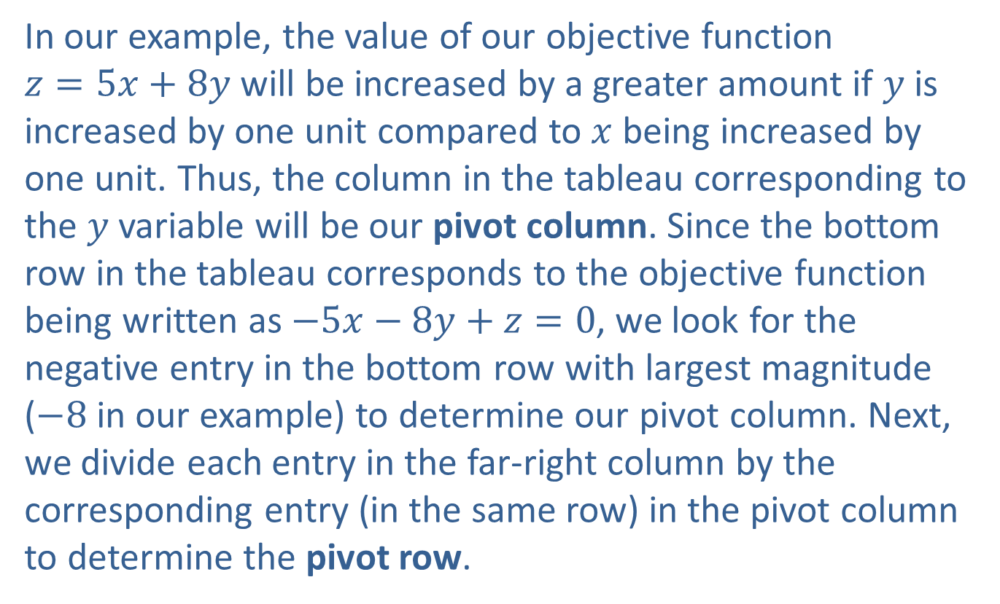 In our example, the value of our objective function
z = 5x + 8y will be increased by a greater amount if y is
increased by one unit compared to x being increased by
one unit. Thus, the column in the tableau corresponding to
the y variable will be our pivot column. Since the bottom
row in the tableau corresponds to the objective function
being written as −5x − 8y + z = 0, we look for the
negative entry in the bottom row with largest magnitude
(−8 in our example) to determine our pivot column. Next,
we divide each entry in the far-right column by the
corresponding entry (in the same row) in the pivot column
to determine the pivot row.